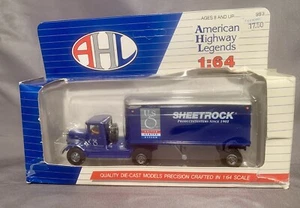 AHL
AGES 8 AND UP
American
Highway
Legends
1:64
SHEETROCK
QUALITY DIE-CAST MODELS PRECISION CRAFTED IN 1:64 SCALE